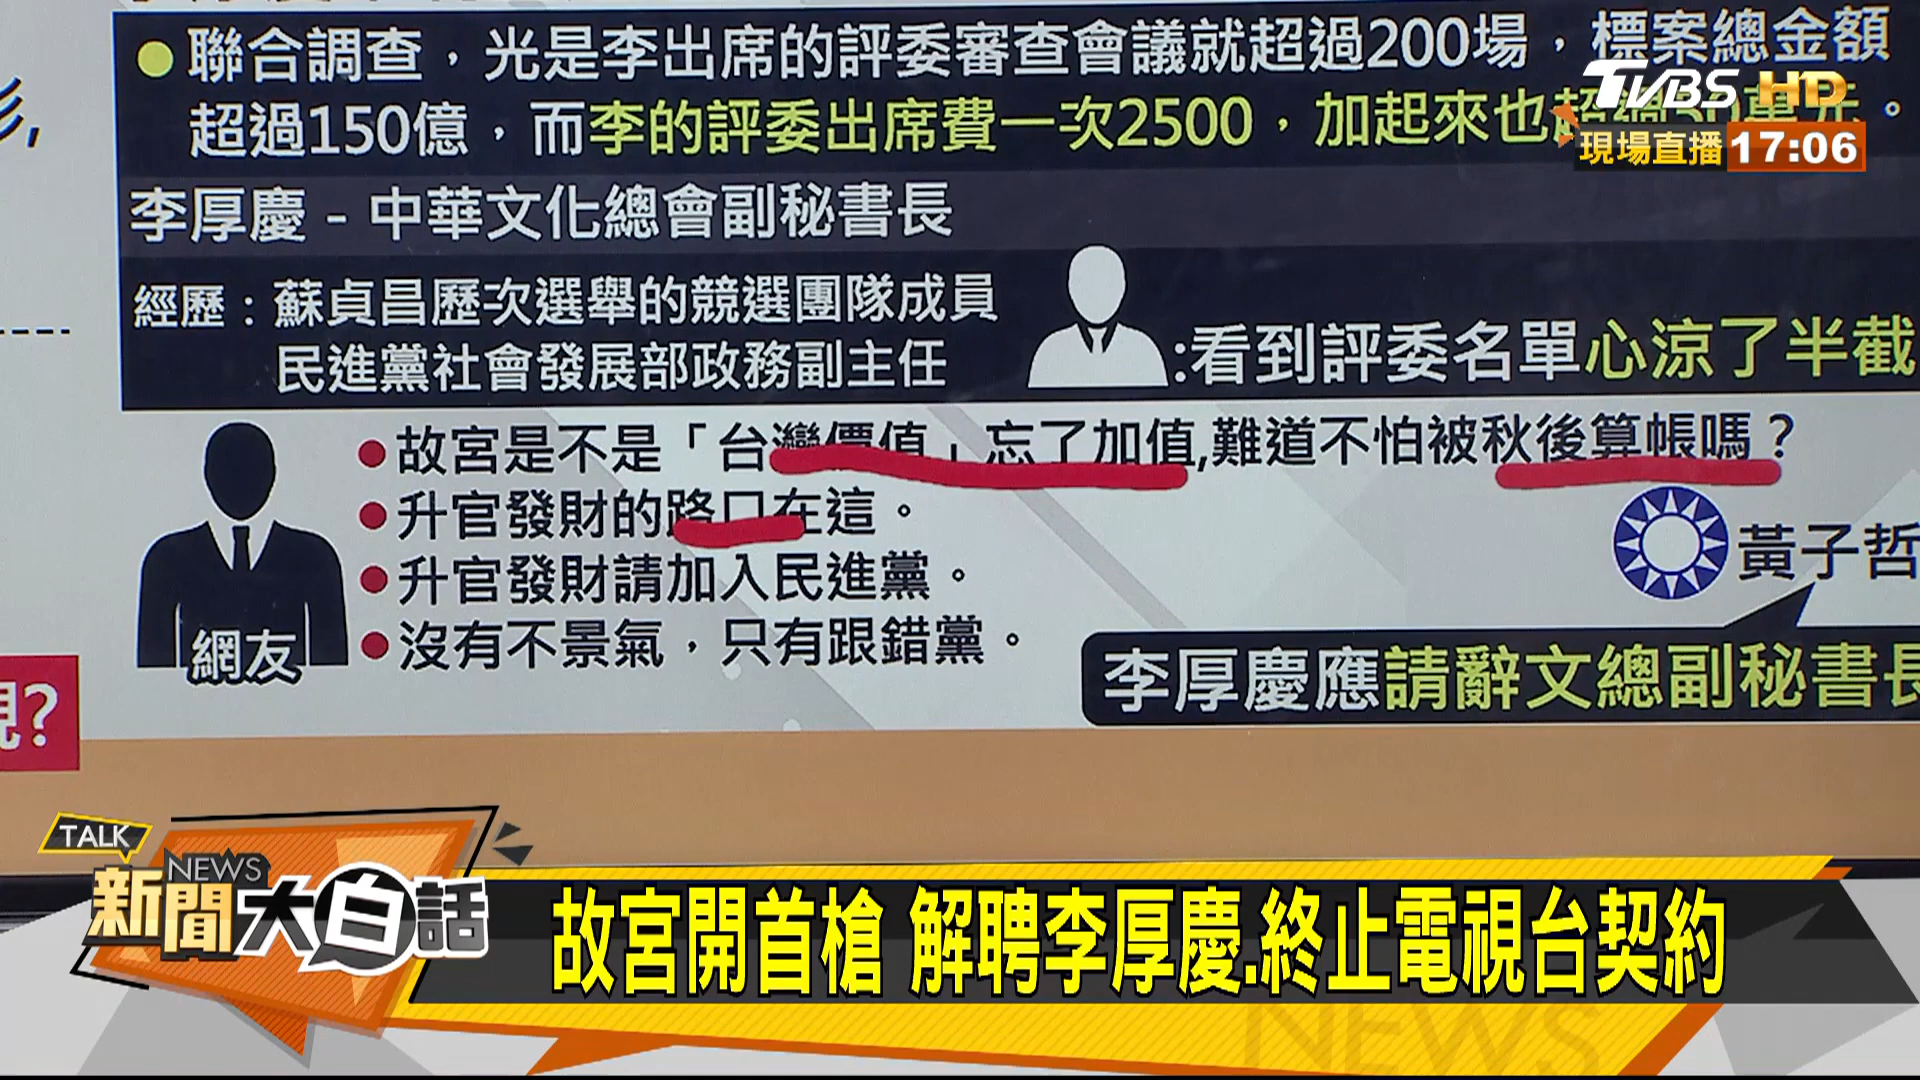 聯合調查，光是李出席的評委審查會議就超過200場，標案總金額
超過150億，而李的評委出席費一次2500，加起來也超過50萬元。
TVBS HD
現場直播 17:06
李厚慶-中華文化總會副秘書長
經歷：蘇貞昌歷次選舉的競選團隊成員
民進黨社會發展部政務副主任
:看到評委名單心涼了半截
故宮是不是「台灣價值」忘了加值,難道不怕被秋後算帳嗎？
升官發財的路口在這。
升官發財請加入民進黨。
沒有不景氣，只有跟錯黨。
網友
黃子哲
李厚慶應請辭文總副秘書長
?
TALK
NEWS
新聞大白話
故宮開首槍 解聘李厚慶.終止電視台契約
NEWS